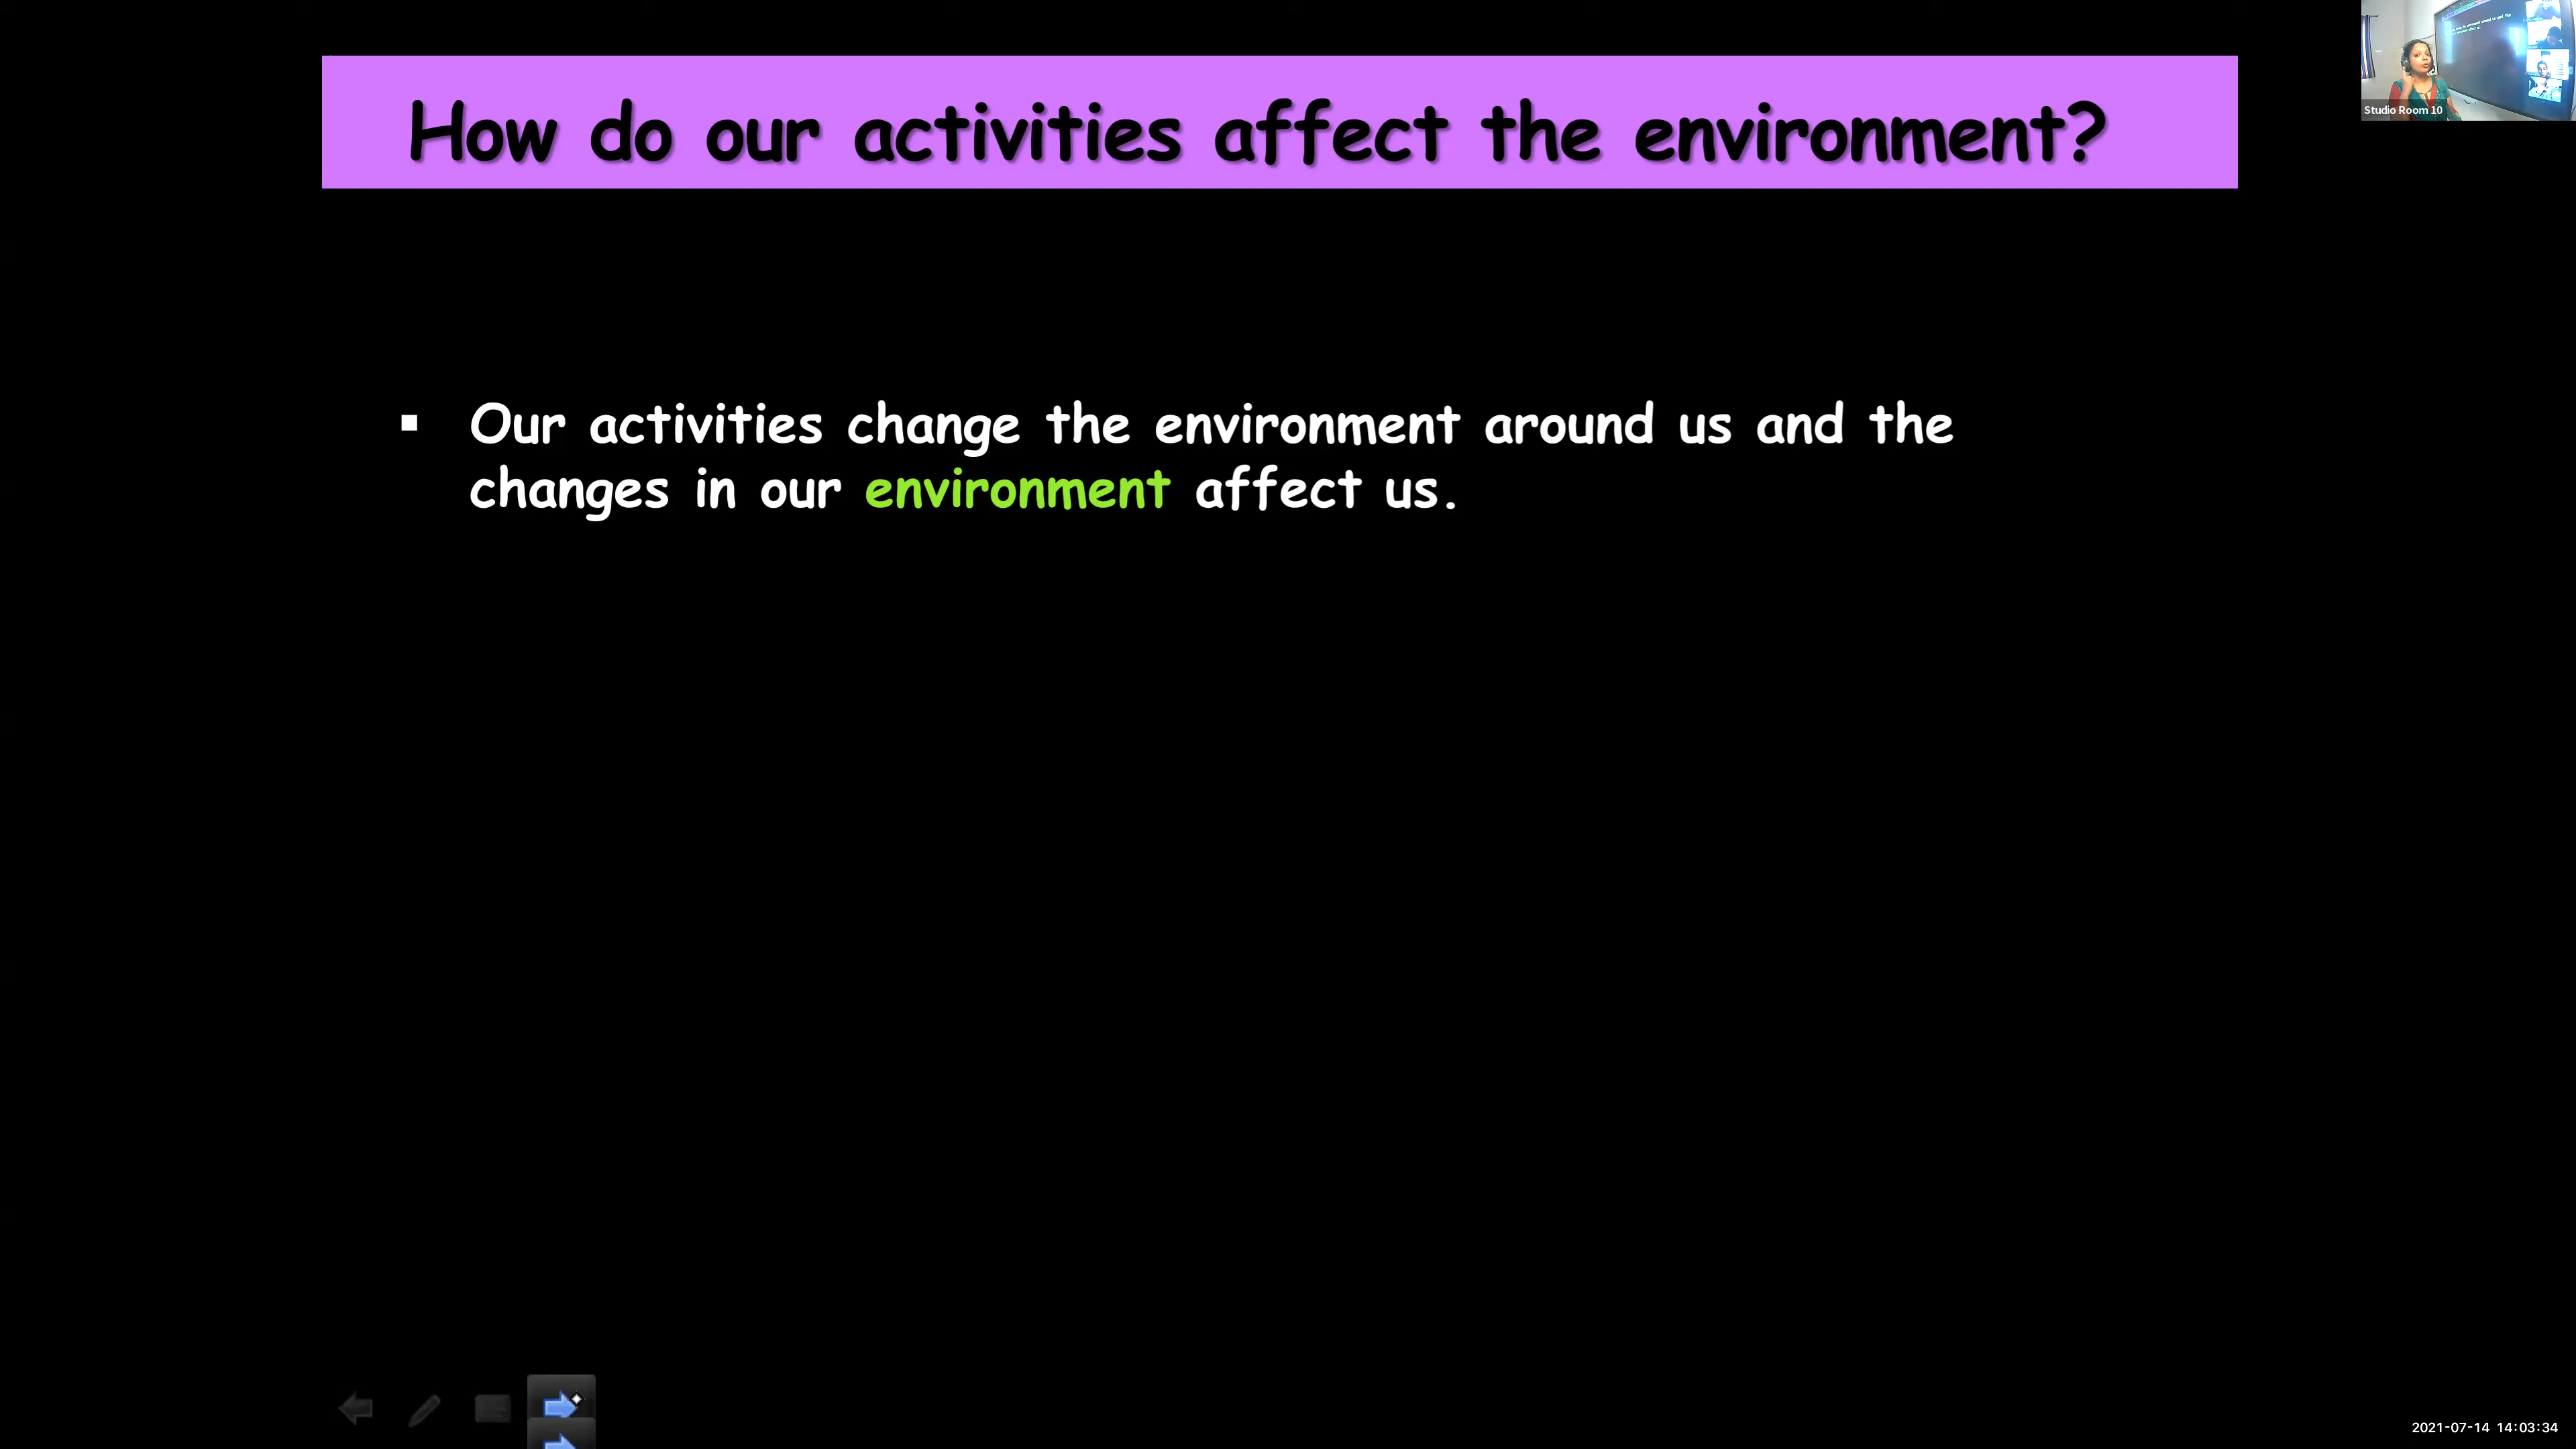 How do our activities affect the environment?
Studio Room 10
▪ Our activities change the environment around us and the
changes in our environment affect us.
2021-07-14 14:03:34